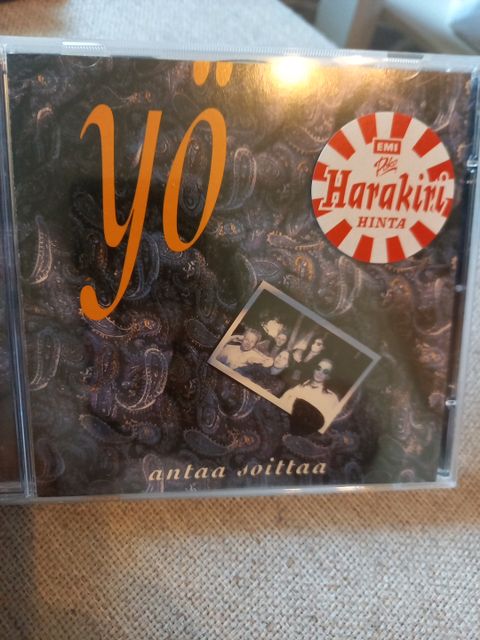 yö
EMI
Harakiri
HINTA
antaa soittaa